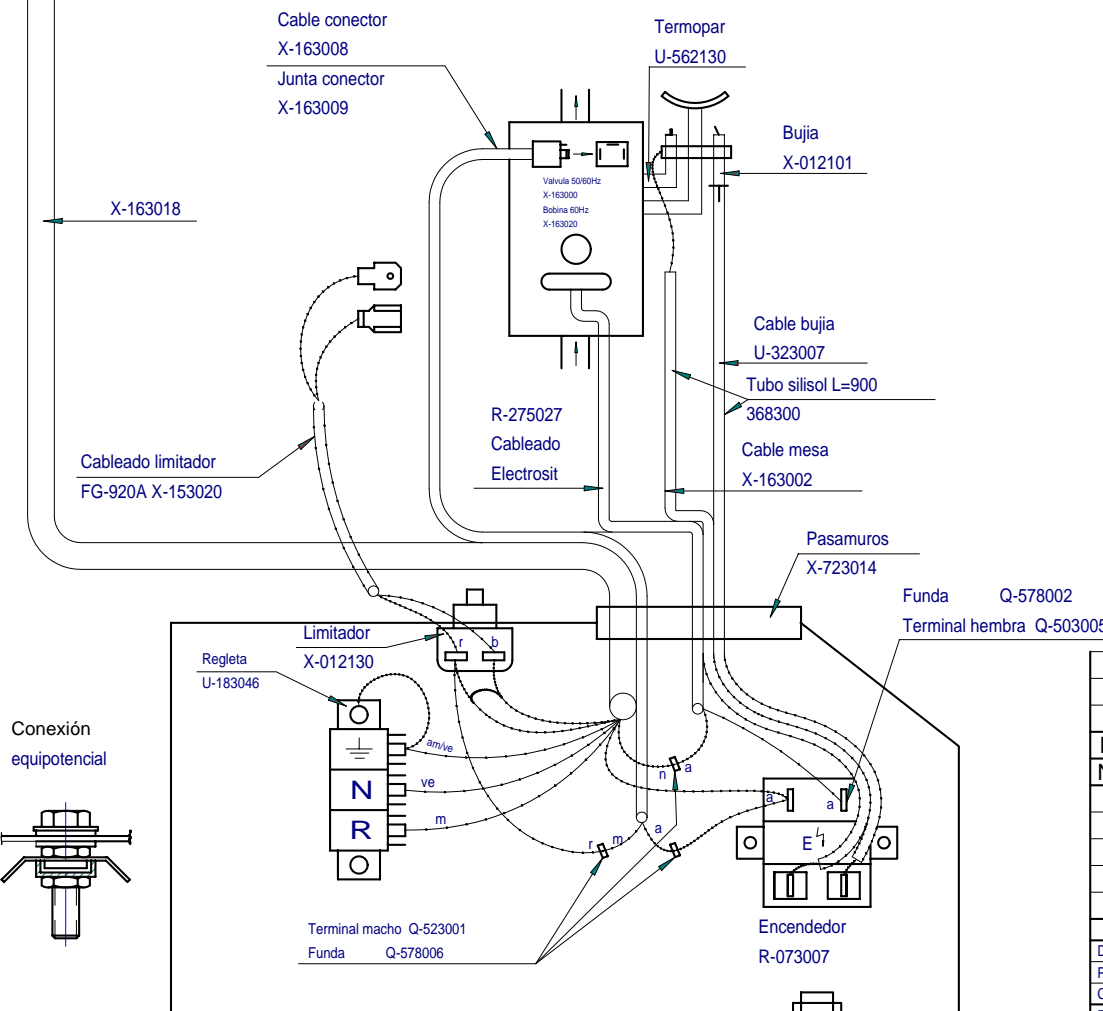 Cable conector
X-163008
Junta conector
X-163009
Termopar
U-562130
Bujia
X-012101
Valvula 50/60Hz
X-163000
Bobina 60Hz
X-163020
X-163018
Cable bujia
U-323007
Tubo silisol L=900
368300
R-275027
Cableado
Electrosit
Cable mesa
X-163002
Cableado limitador
FG-920A X-153020
Pasamuros
X-723014
Funda Q-578002
Terminal hembra Q-503005
Limitador
X-012130
r b
Regleta
U-183046
Conexión
equipotencial
am/ve
N ve
R m
n a
r m a
a a
E
Terminal macho Q-523001
Funda Q-578006
Encendedor
R-073007